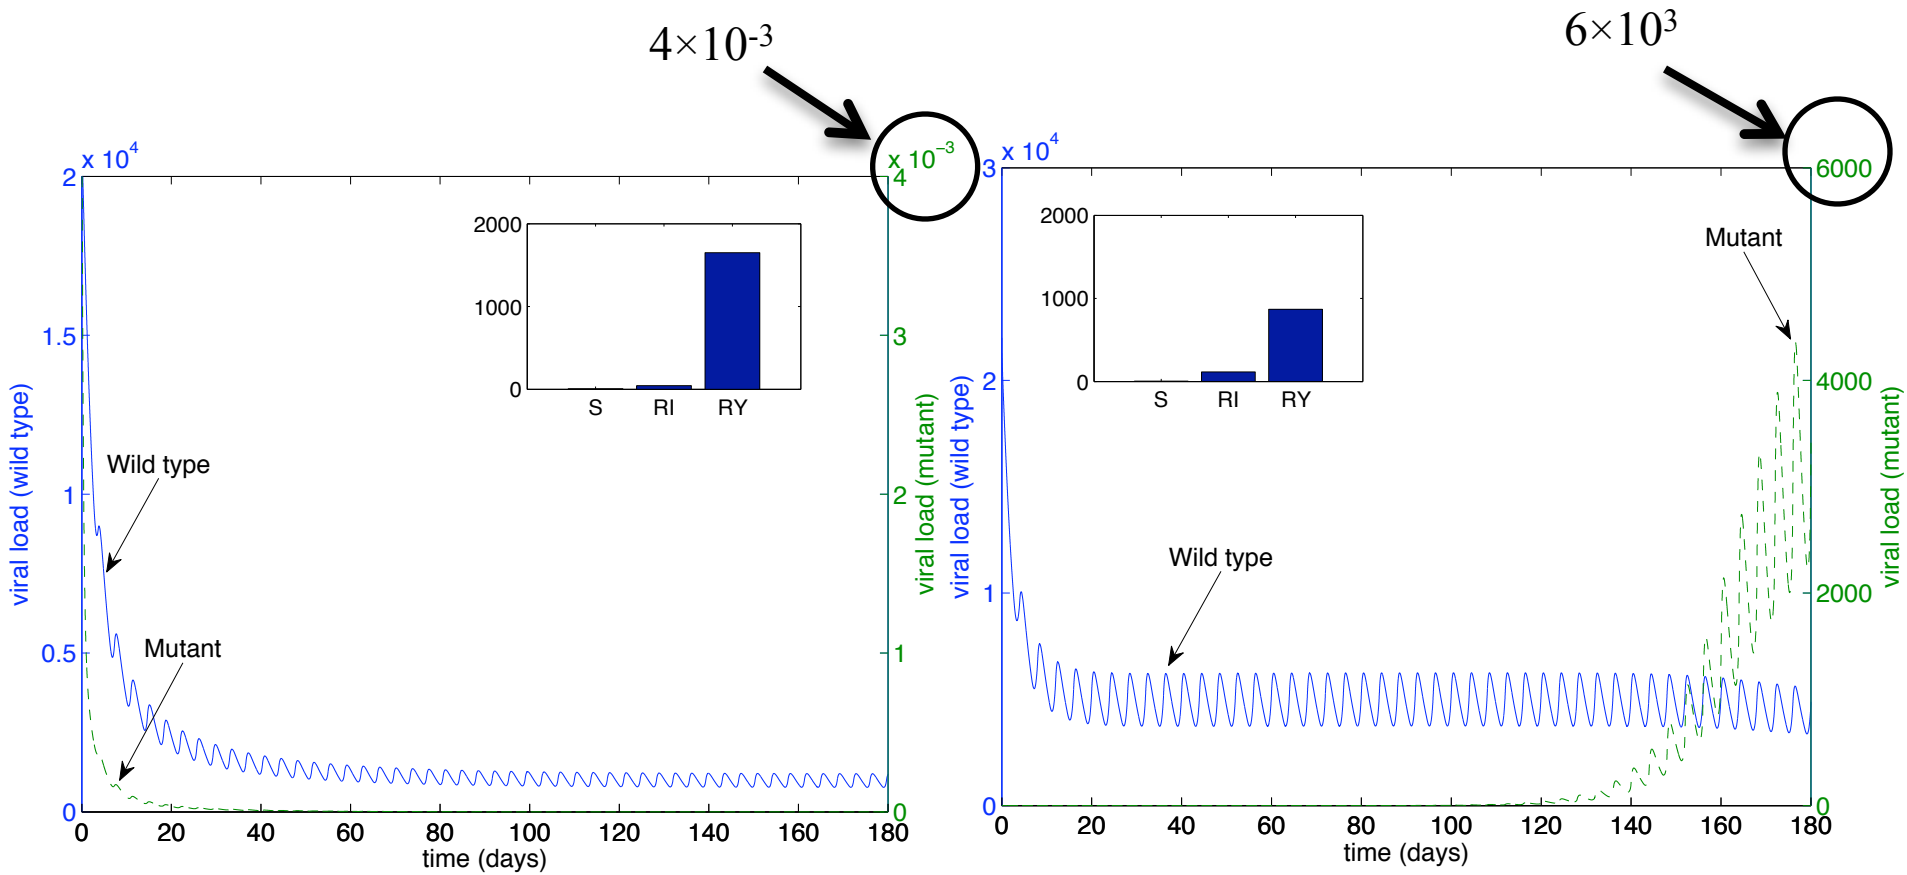 4×10-3
6×103
x 10^4
x 10^−3
2
1.5
1
0.5
0
4
3
2
1
0
viral load (wild type)
viral load (mutant)
Wild type
Mutant
2000
1000
0
S RI RY
0 20 40 60 80 100 120 140 160 180
time (days)
x 10^4
3
2
1
0
6000
4000
2000
0
viral load (wild type)
viral load (mutant)
Mutant
Wild type
2000
1000
0
S RI RY
0 20 40 60 80 100 120 140 160 180
time (days)